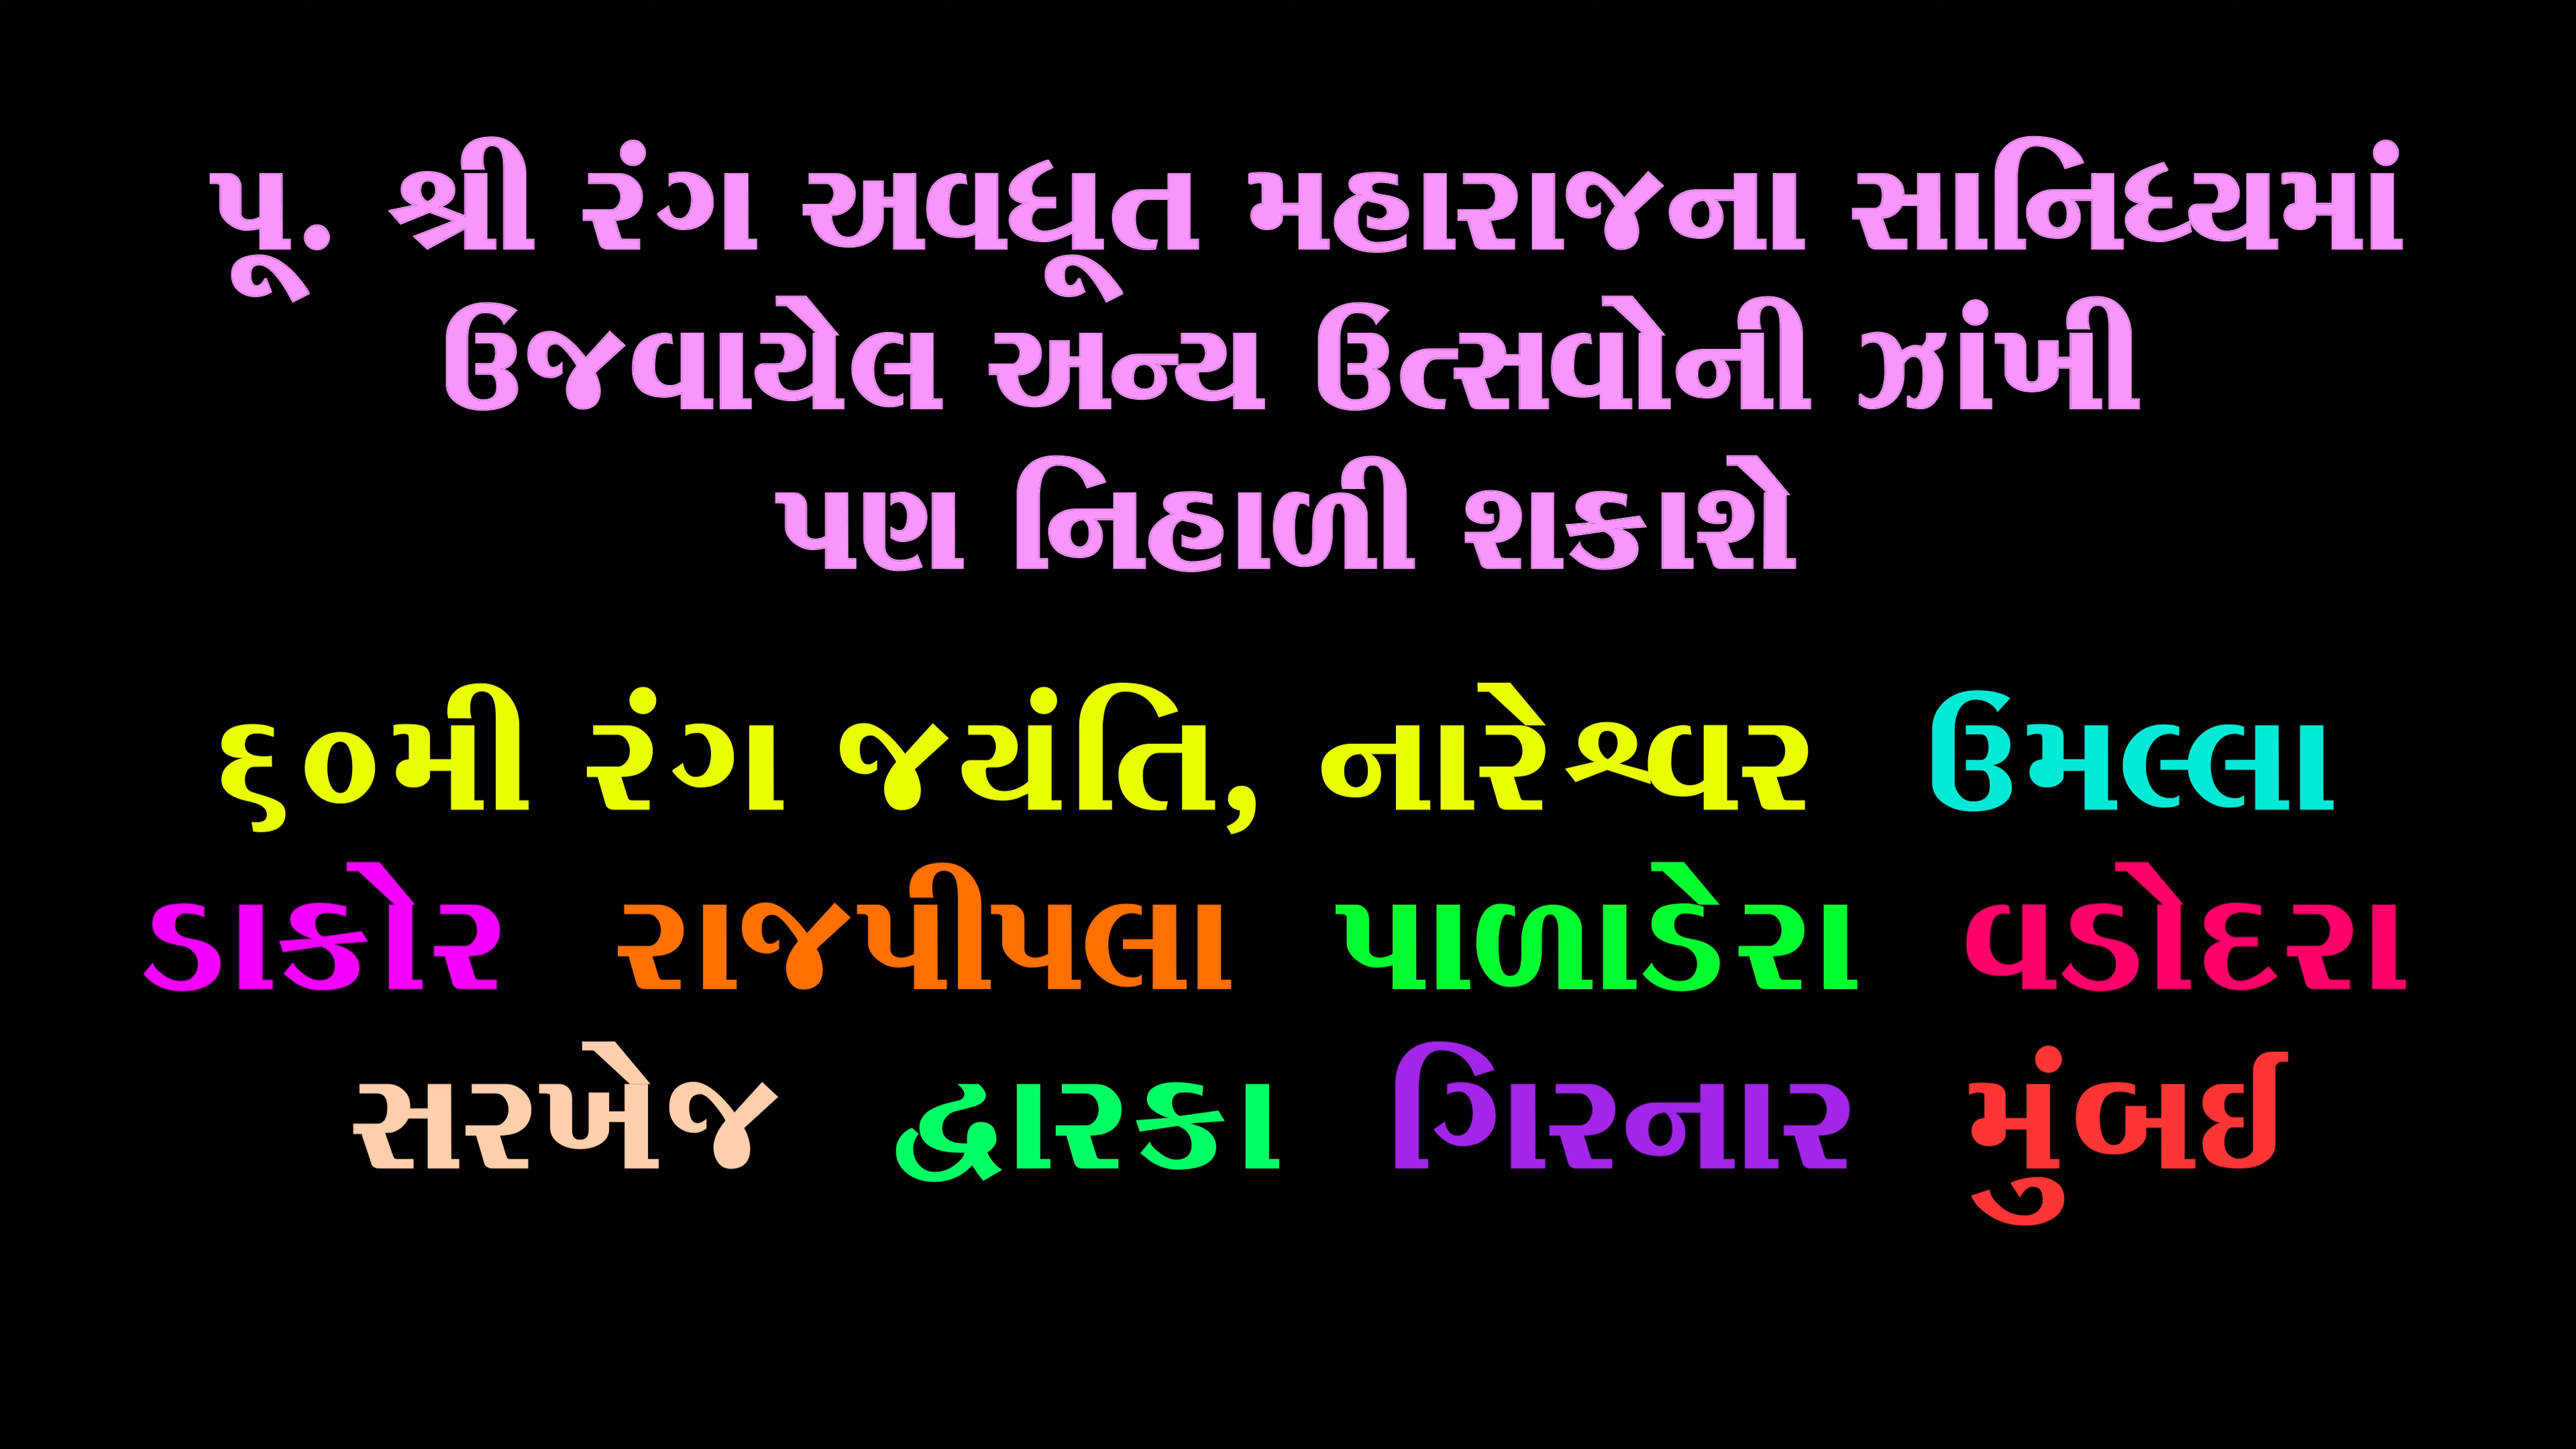 પૂ. શ્રી રંગ અવધૂત મહારાજના સાનિધ્યમાં
ઉજવાયેલ અન્ય ઉત્સવોની ઝાંખી
પણ નિહાળી શકાશે
૬૦મી રંગ જયંતિ, નારેશ્વર ઉમલ્લા
ડાકોર રાજપીપલા પાળાડેરા વડોદરા
સરખેજ દ્વારકા ગિરનાર મુંબઈ